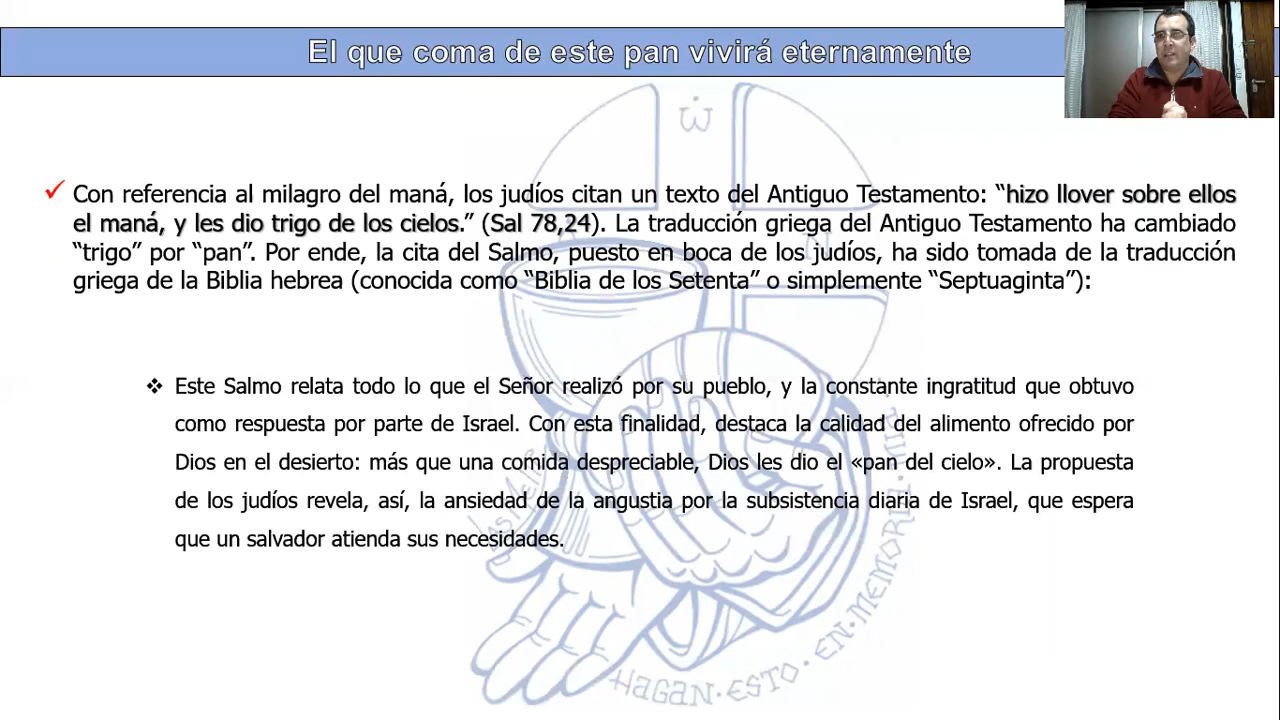 El que coma de este pan vivirá eternamente
Con referencia al milagro del maná, los judíos citan un texto del Antiguo Testamento: “hizo llover sobre ellos
el maná, y les dio trigo de los cielos.” (Sal 78,24). La traducción griega del Antiguo Testamento ha cambiado
“trigo” por “pan”. Por ende, la cita del Salmo, puesto en boca de los judíos, ha sido tomada de la traducción
griega de la Biblia hebrea (conocida como “Biblia de los Setenta” o simplemente “Septuaginta”):
Este Salmo relata todo lo que el Señor realizó por su pueblo, y la constante ingratitud que obtuvo
como respuesta por parte de Israel. Con esta finalidad, destaca la calidad del alimento ofrecido por
Dios en el desierto: más que una comida despreciable, Dios les dio el «pan del cielo». La propuesta
de los judíos revela, así, la ansiedad de la angustia por la subsistencia diaria de Israel, que espera
que un salvador atienda sus necesidades.
HAGAN·ESTO·EN·MEMORIA